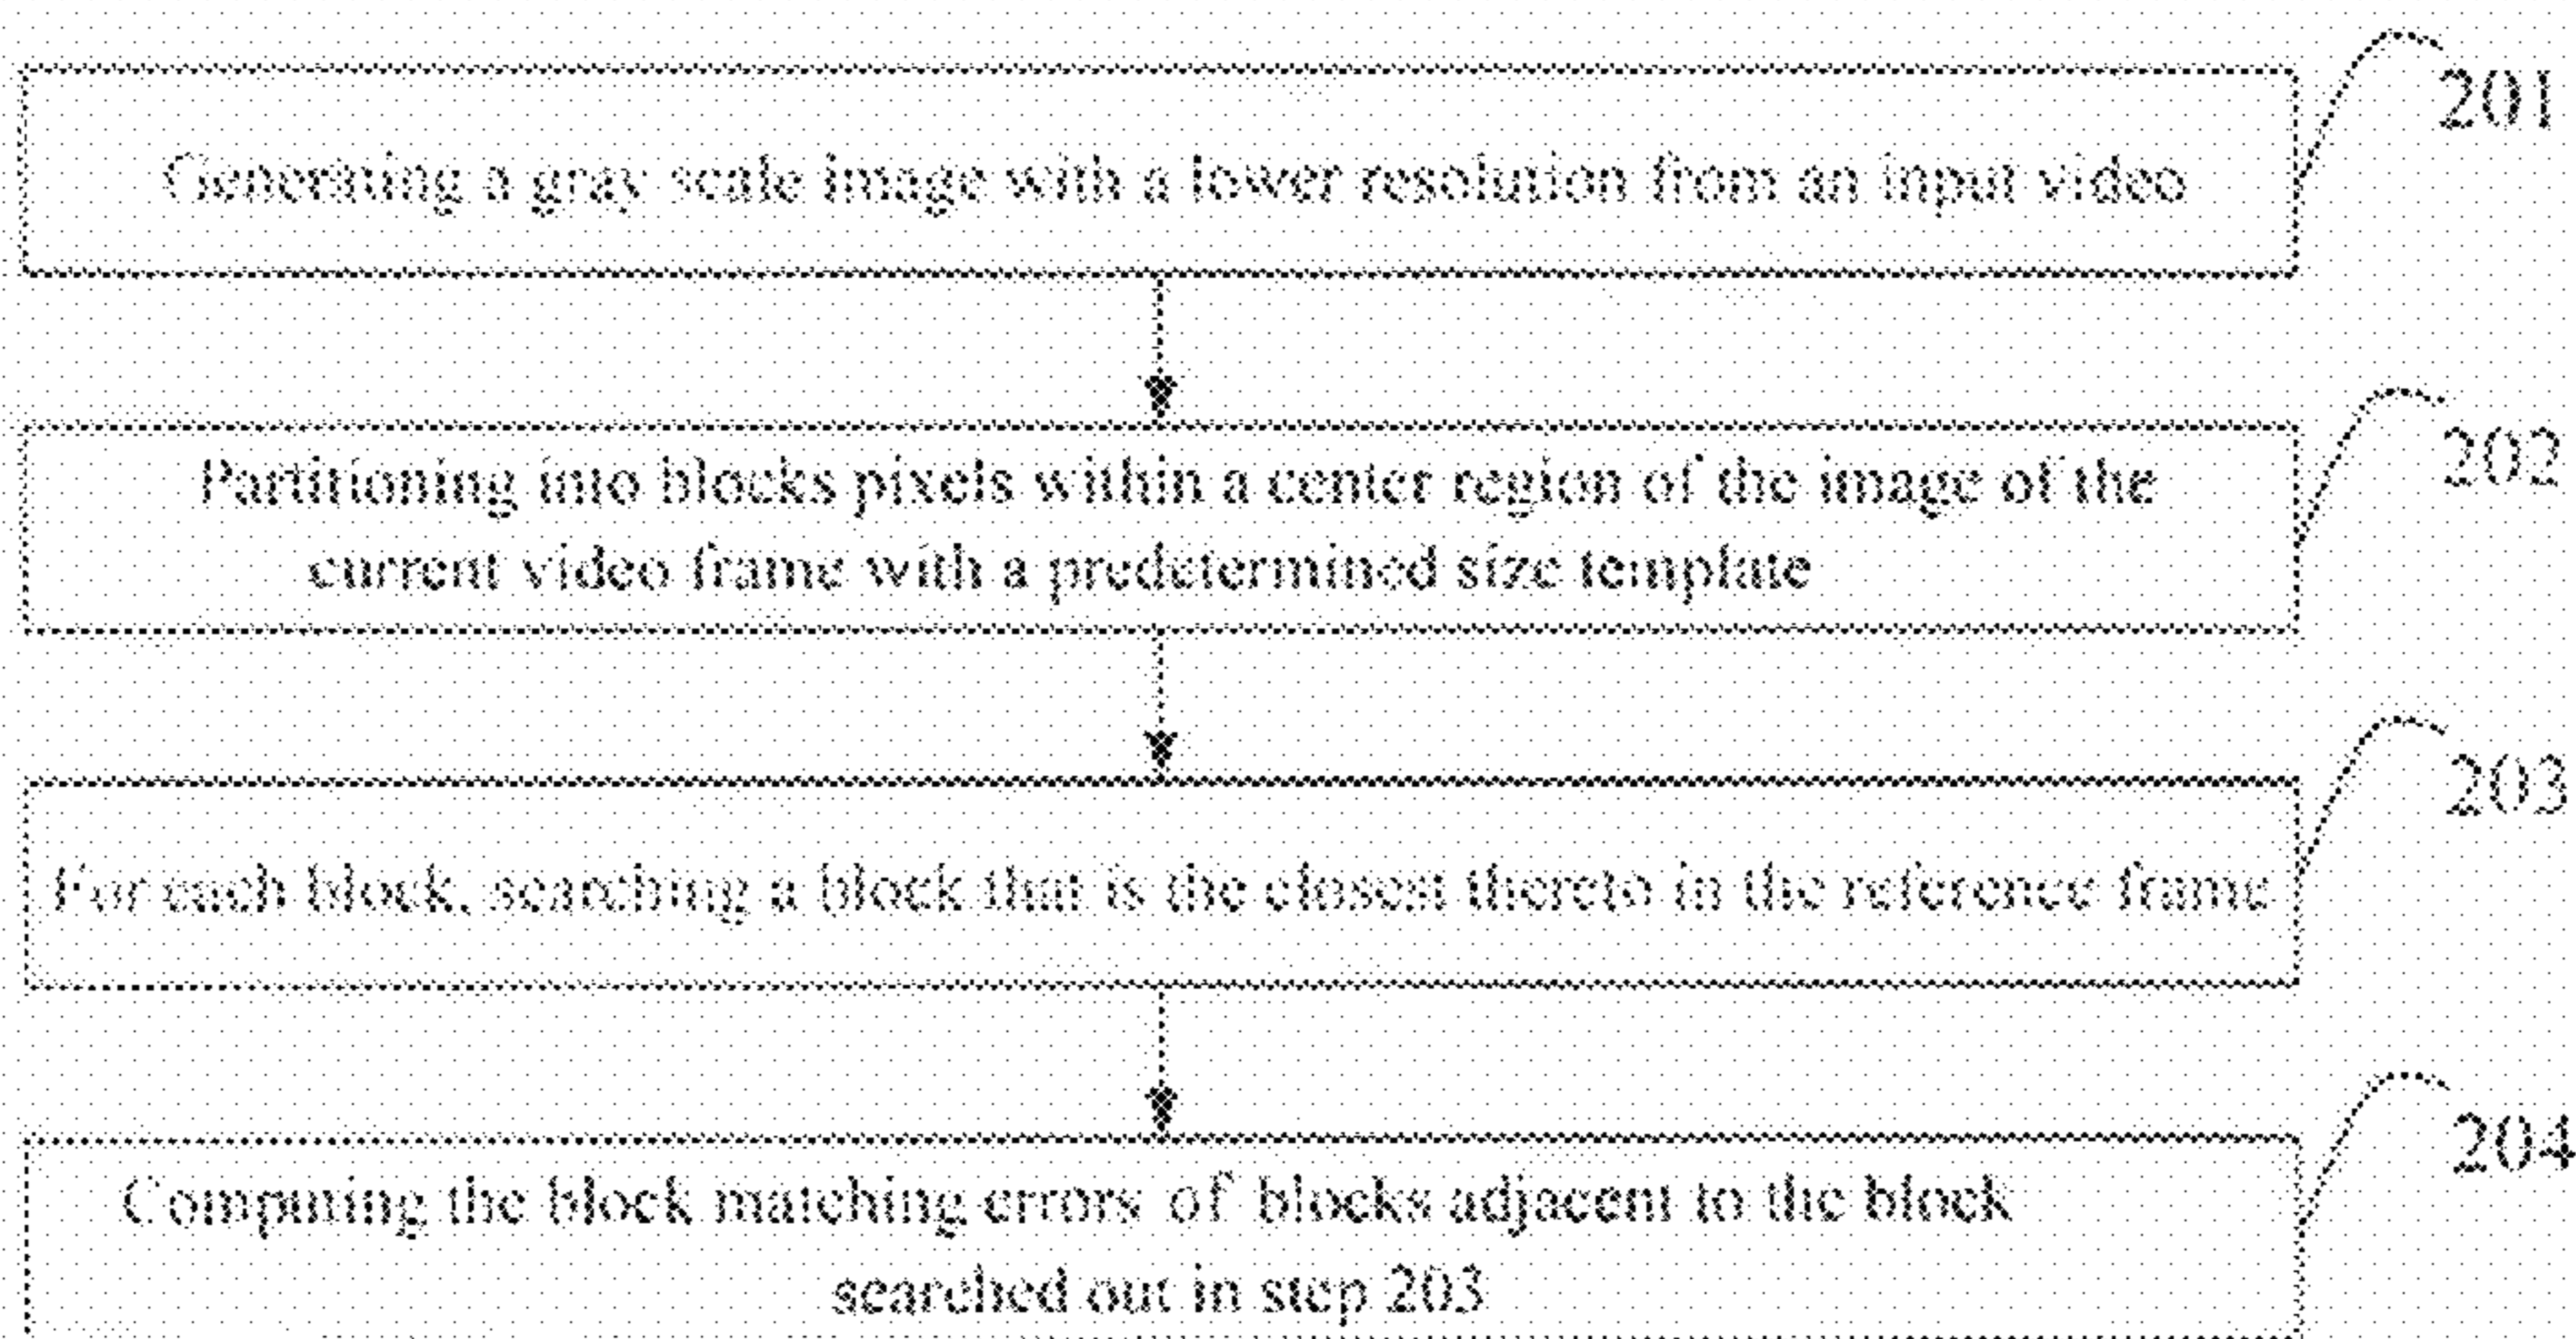 201
Generating a gray scale image with a lower resolution from an input video
202
Partitioning into blocks pixels within a center region of the image of the
current video frame with a predetermined size template
203
For each block, searching a block that is the closest thereto in the reference frame
204
Computing the block matching errors of blocks adjacent to the block
searched out in step 203